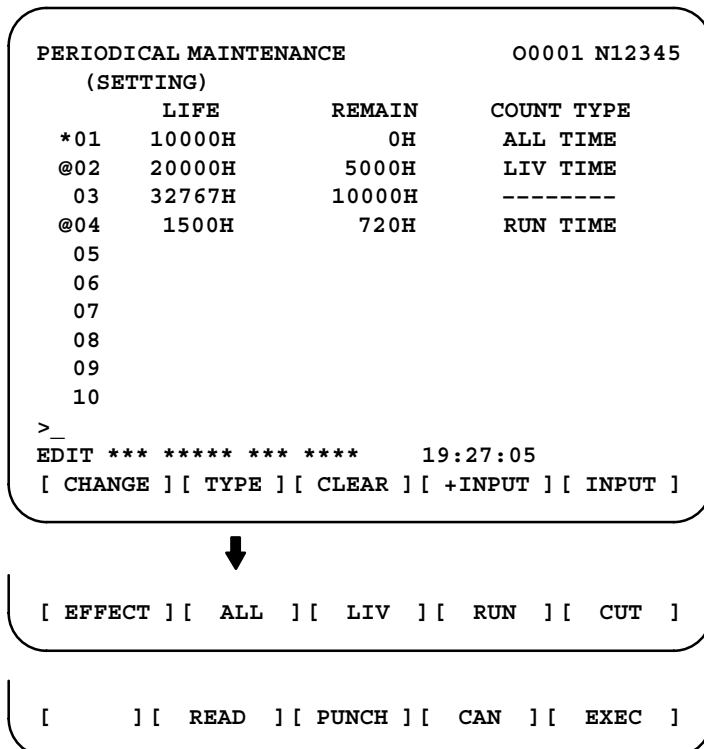 PERIODICAL MAINTENANCE O0001 N12345
(SETTING)
LIFE REMAIN COUNT TYPE
*01 10000H 0H ALL TIME
@02 20000H 5000H LIV TIME
03 32767H 10000H --------
@04 1500H 720H RUN TIME
05
06
07
08
09
10
>_
EDIT *** ***** *** **** 19:27:05
[ CHANGE ][ TYPE ][ CLEAR ][ +INPUT ][ INPUT ]
[ EFFECT ][ ALL ][ LIV ][ RUN ][ CUT ]
[ ][ READ ][ PUNCH ][ CAN ][ EXEC ]